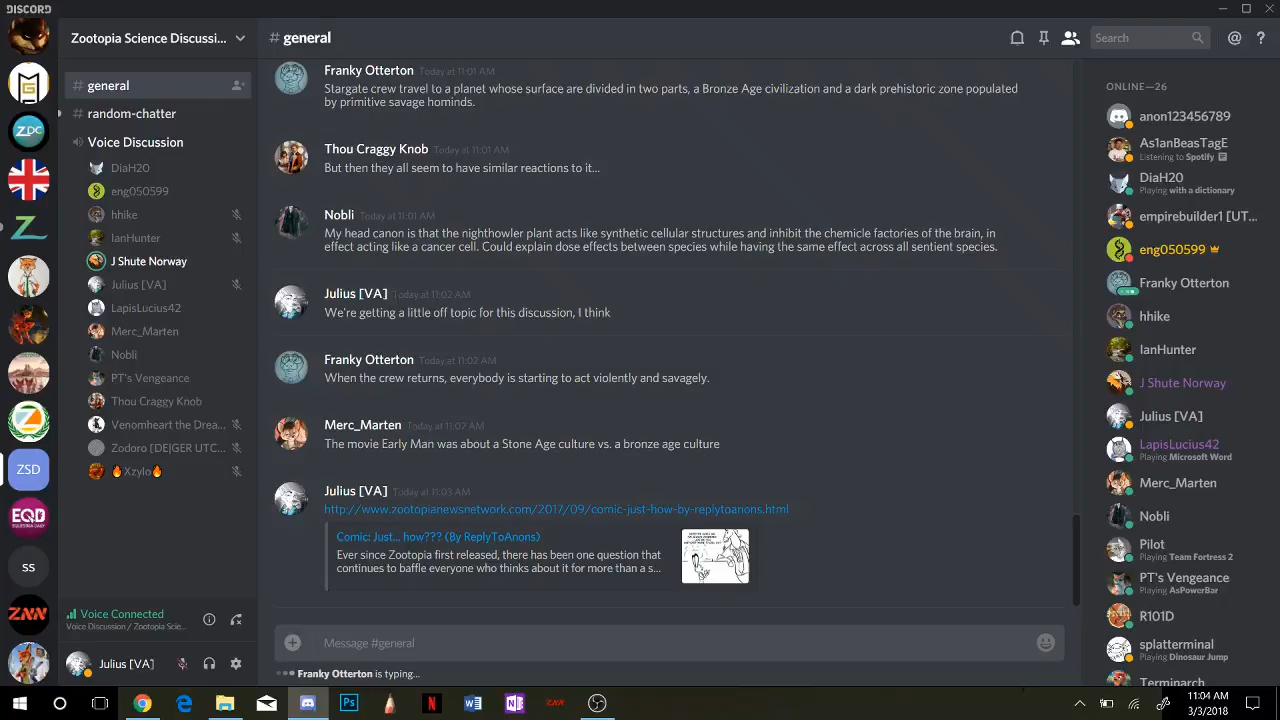 DISCORD
Zootopia Science Discussi...
# general
Search
@ ?
# general
# random-chatter
Voice Discussion
DiaH20
eng050599
hhike
IanHunter
J Shute Norway
Julius [VA]
LapisLucius42
Merc_Marten
Nobli
PT's Vengeance
Thou Craggy Knob
Venomheart the Drea...
Zodoro [DE|GER UTC...
🔥Xzylo🔥
Voice Connected
Voice Discussion / Zootopia Scie...
Julius [VA]
ZDC
ZSD
EQD
EQUESTRIA DAILY
ss
ZNN
Franky Otterton Today at 11:01 AM
Stargate crew travel to a planet whose surface are divided in two parts, a Bronze Age civilization and a dark prehistoric zone populated
by primitive savage hominds.
Thou Craggy Knob Today at 11:01 AM
But then they all seem to have similar reactions to it...
Nobli Today at 11:01 AM
My head canon is that the nighthowler plant acts like synthetic cellular structures and inhibit the chemicle factories of the brain, in
effect acting like a cancer cell. Could explain dose effects between species while having the same effect across all sentient species.
Julius [VA] Today at 11:02 AM
We're getting a little off topic for this discussion, I think
Franky Otterton Today at 11:02 AM
When the crew returns, everybody is starting to act violently and savagely.
Merc_Marten Today at 11:02 AM
The movie Early Man was about a Stone Age culture vs. a bronze age culture
Julius [VA] Today at 11:03 AM
http://www.zootopianewsnetwork.com/2017/09/comic-just-how-by-replytoanons.html
Comic: Just... how??? (By ReplyToAnons)
Ever since Zootopia first released, there has been one question that
continues to baffle everyone who thinks about it for more than a s...
Message #general
Franky Otterton is typing...
ONLINE—26
anon123456789
As1anBeasTagE
Listening to Spotify
DiaH20
Playing with a dictionary
empirebuilder1 [UT...
eng050599
Franky Otterton
hhike
IanHunter
J Shute Norway
Julius [VA]
LapisLucius42
Playing Microsoft Word
Merc_Marten
Nobli
Pilot
Playing Team Fortress 2
PT's Vengeance
Playing AsPowerBar
R101D
splatterminal
Playing Dinosaur Jump
Terminarch
Ps
N
W
N
ZNN
11:04 AM
3/3/2018